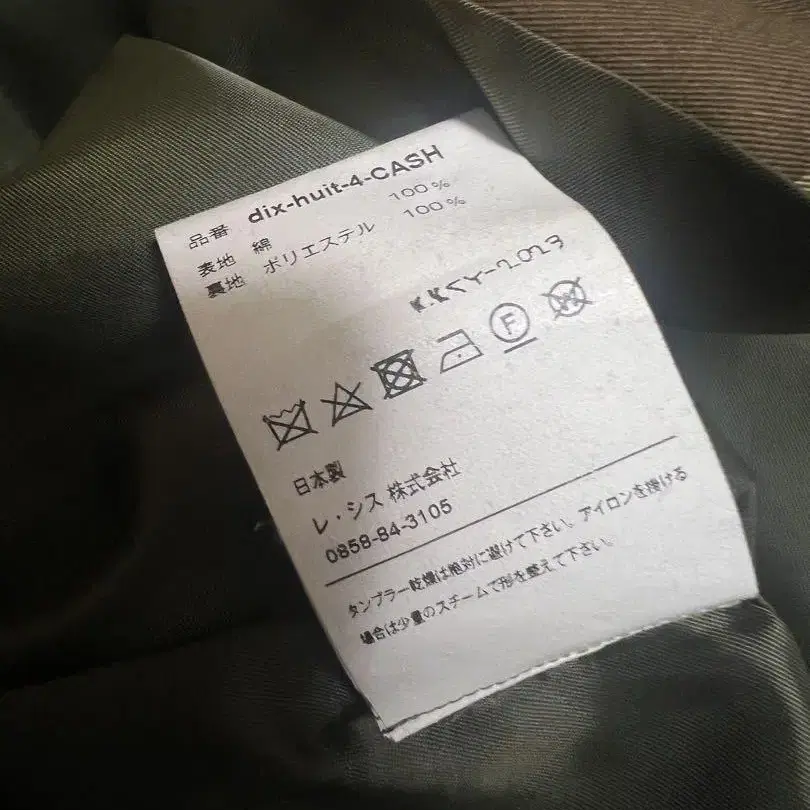 品番 dix-huit-4-CASH
表地 綿 100%
裏地 ポリエステル 100%
F
W
日本製
レ・シス 株式会社
0858-84-3105
タンブラー乾燥は絶対に避けて下さい。アイロンを掛ける
場合は少量のスチームで形を整えて下さい。